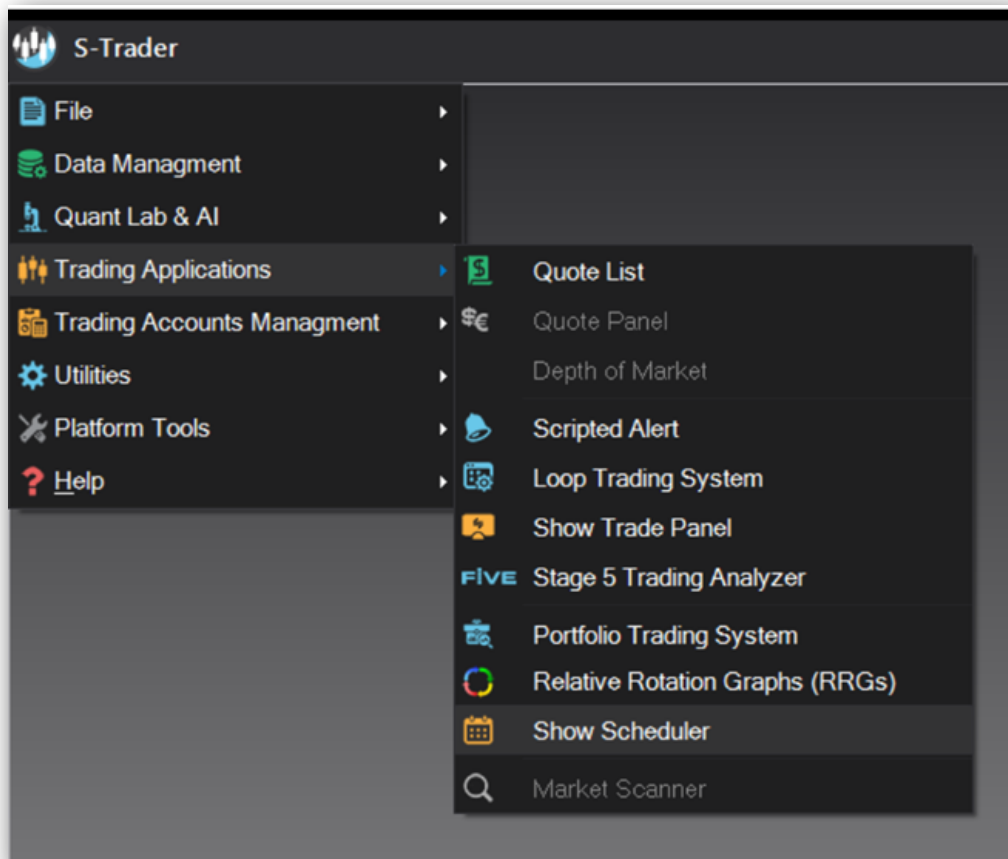 S-Trader
File
Data Managment
Quant Lab & AI
Trading Applications
Trading Accounts Managment
Utilities
Platform Tools
Help
Quote List
$€ Quote Panel
Depth of Market
Scripted Alert
Loop Trading System
Show Trade Panel
FIVE Stage 5 Trading Analyzer
Portfolio Trading System
Relative Rotation Graphs (RRGs)
Show Scheduler
Market Scanner